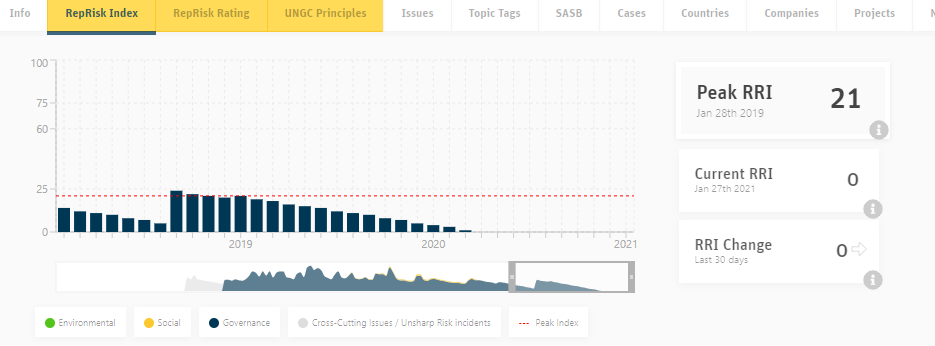 Info RepRisk Index RepRisk Rating UNGC Principles Issues Topic Tags SASB Cases Countries Companies Projects
100
75
60
25
0
2019 2020 2021
Environmental Social Governance Cross-Cutting Issues / Unsharp Risk incidents Peak Index
Peak RRI 21
Jan 28th 2019
Current RRI 0
Jan 27th 2021
RRI Change 0
Last 30 days